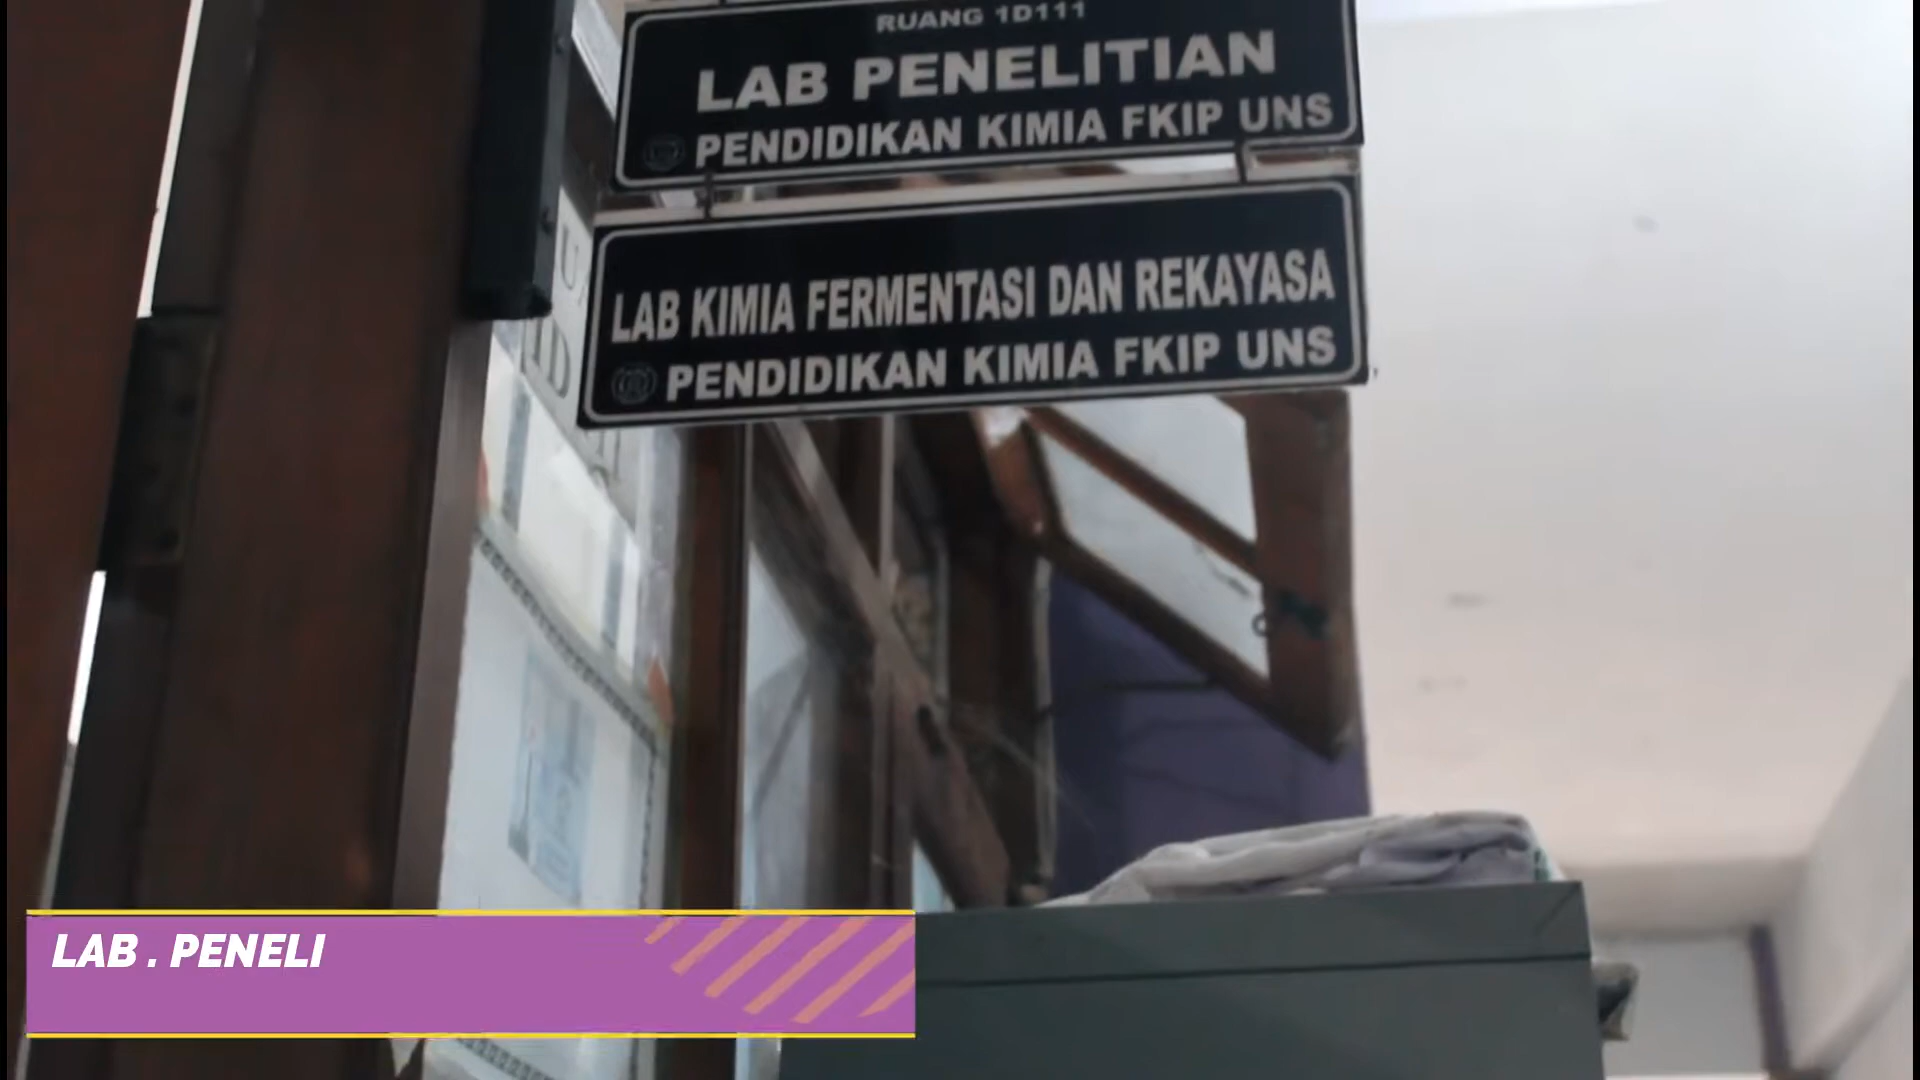 RUANG 1D111
LAB PENELITIAN
PENDIDIKAN KIMIA FKIP UNS
LAB KIMIA FERMENTASI DAN REKAYASA
PENDIDIKAN KIMIA FKIP UNS
LAB . PENELI